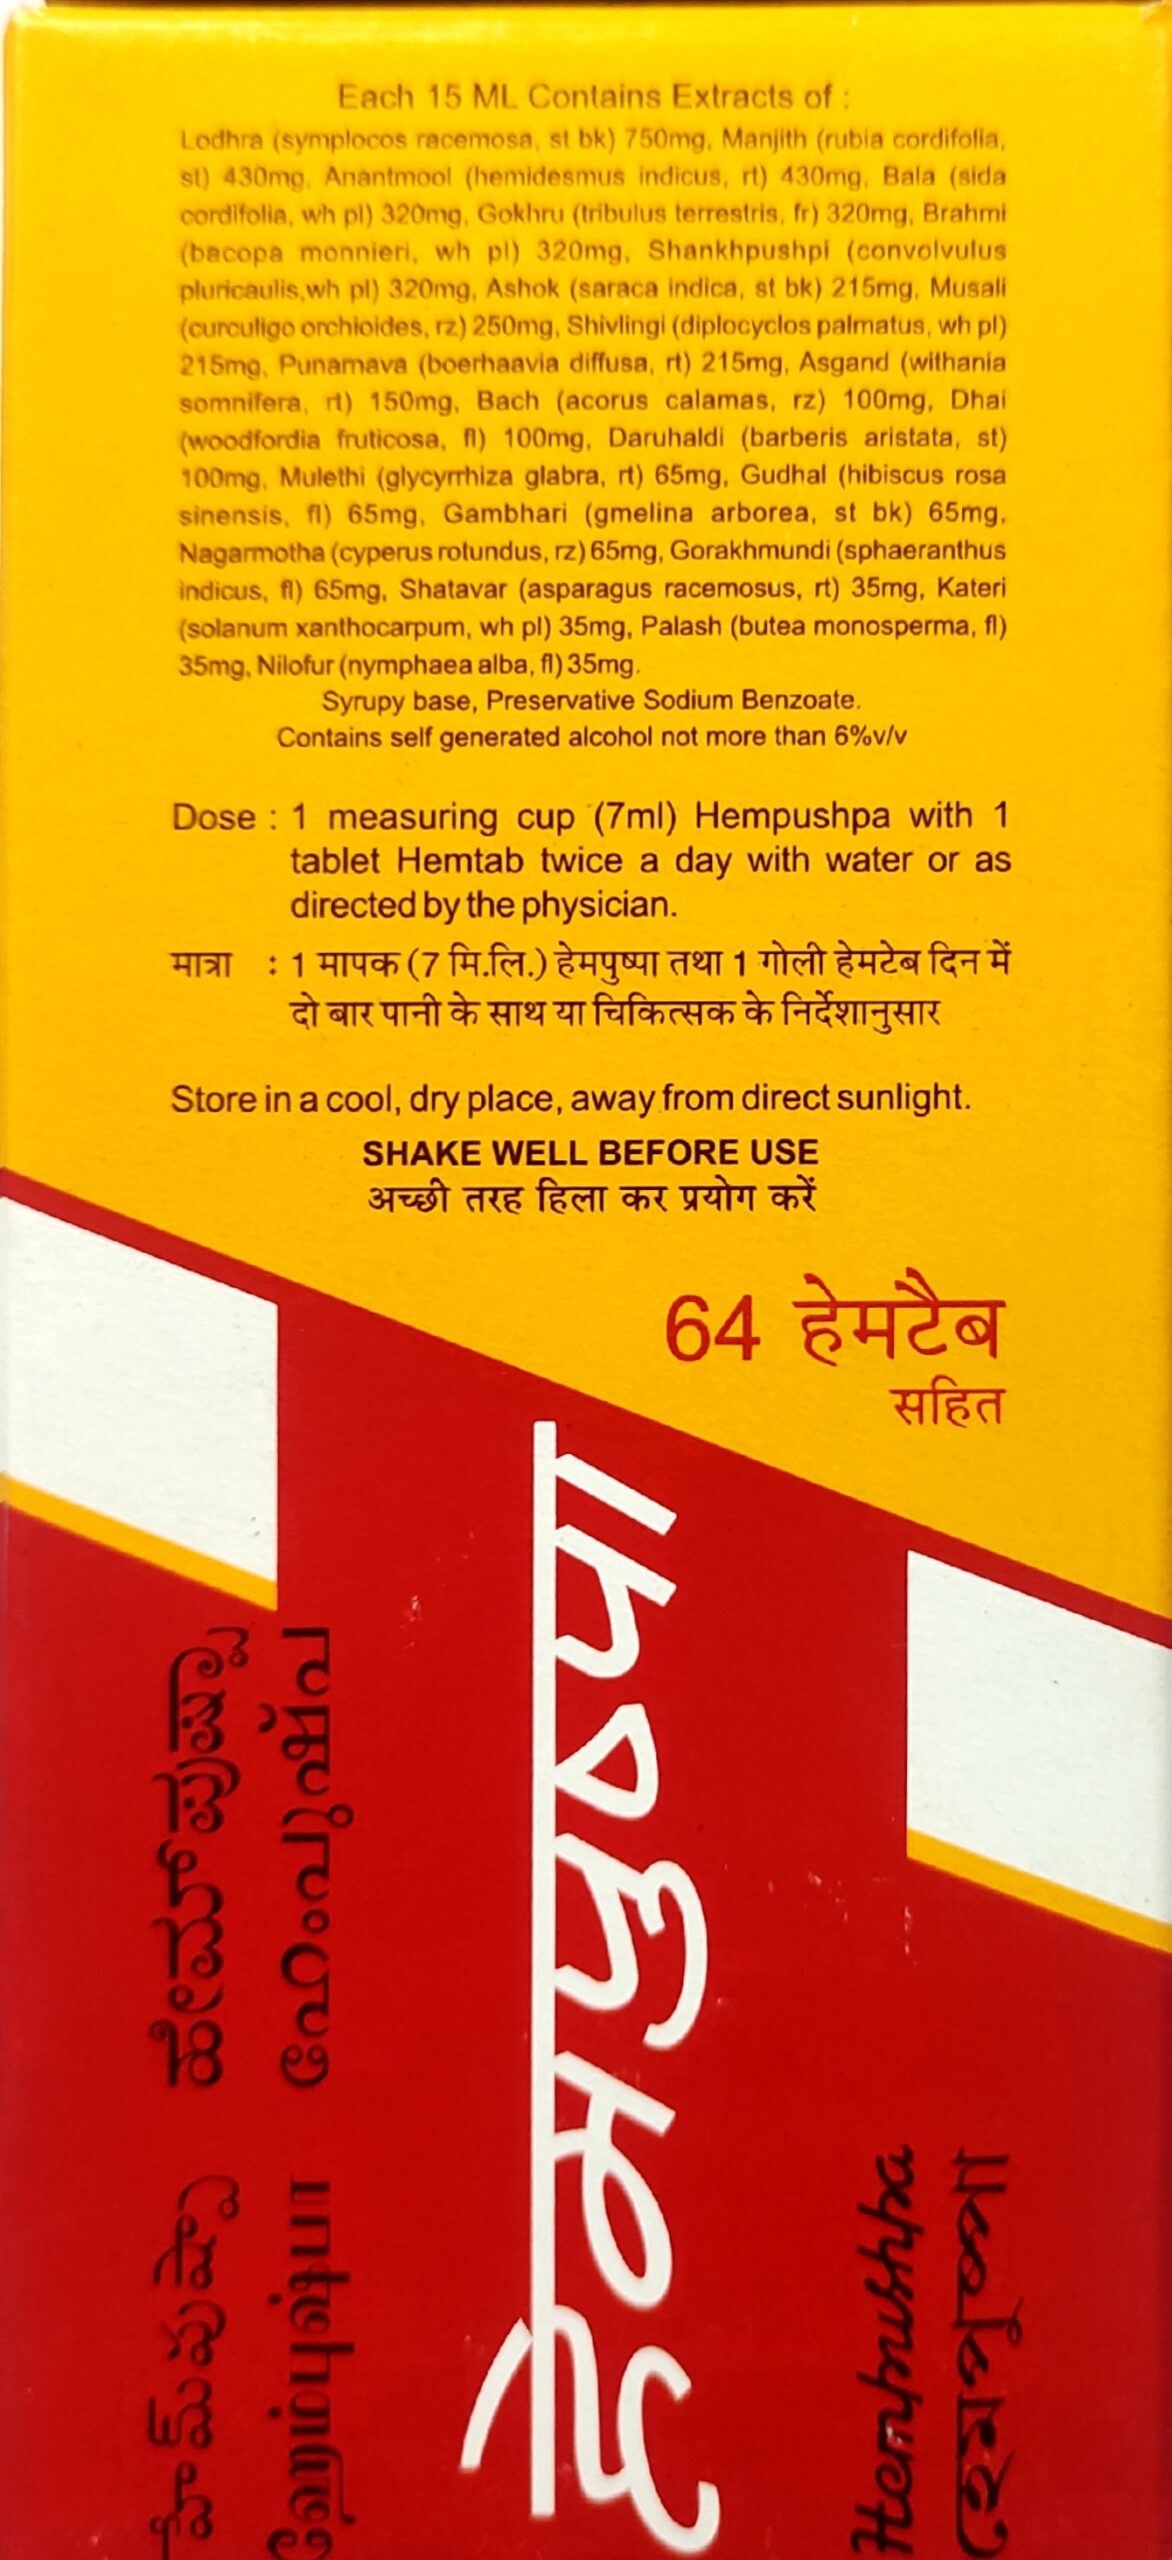 Each 15 ML Contains Extracts of :
Lodhra (symplocos racemosa, st bk) 750mg, Manjith (rubia cordifolia,
st) 430mg, Anantmool (hemidesmus indicus, rt) 430mg, Bala (sida
cordifolia, wh pl) 320mg, Gokhru (tribulus terrestris, fr) 320mg, Brahmi
(bacopa monnieri, wh pl) 320mg, Shankhpushpi (convolvulus
pluricaulis,wh pl) 320mg, Ashok (saraca indica, st bk) 215mg, Musali
(curculigo orchioides, rz) 250mg, Shivlingi (diplocyclos palmatus, wh pl)
215mg, Punarnava (boerhaavia diffusa, rt) 215mg, Asgand (withania
somnifera, rt) 150mg, Bach (acorus calamas, rz) 100mg, Dhai
(woodfordia fruticosa, fl) 100mg, Daruhaldi (barberis aristata, st)
100mg, Mulethi (glycyrrhiza glabra, rt) 65mg, Gudhal (hibiscus rosa
sinensis, fl) 65mg, Gambhari (gmelina arborea, st bk) 65mg,
Nagarmotha (cyperus rotundus, rz) 65mg, Gorakhmundi (sphaeranthus
indicus, fl) 65mg, Shatavar (asparagus racemosus, rt) 35mg, Kateri
(solanum xanthocarpum, wh pl) 35mg, Palash (butea monosperma, fl)
35mg, Nilofur (nymphaea alba, fl) 35mg.
Syrupy base, Preservative Sodium Benzoate.
Contains self generated alcohol not more than 6%v/v
Dose : 1 measuring cup (7ml) Hempushpa with 1
tablet Hemtab twice a day with water or as
directed by the physician.
मात्रा : 1 मापक (7 मि.लि.) हेमपुष्पा तथा 1 गोली हेमटेब दिन में
दो बार पानी के साथ या चिकित्सक के निर्देशानुसार
Store in a cool, dry place, away from direct sunlight.
SHAKE WELL BEFORE USE
अच्छी तरह हिला कर प्रयोग करें
64 हेमटैब
सहित
హేమ్‌పుష్పా ಹೇಮ್‌ಪುಷ್ಪಾ
ஹேம்புஷ்பா ഹേംപുഷ്പ
हेमपुष्पा
Hempushpa
হেমপুষ্পা